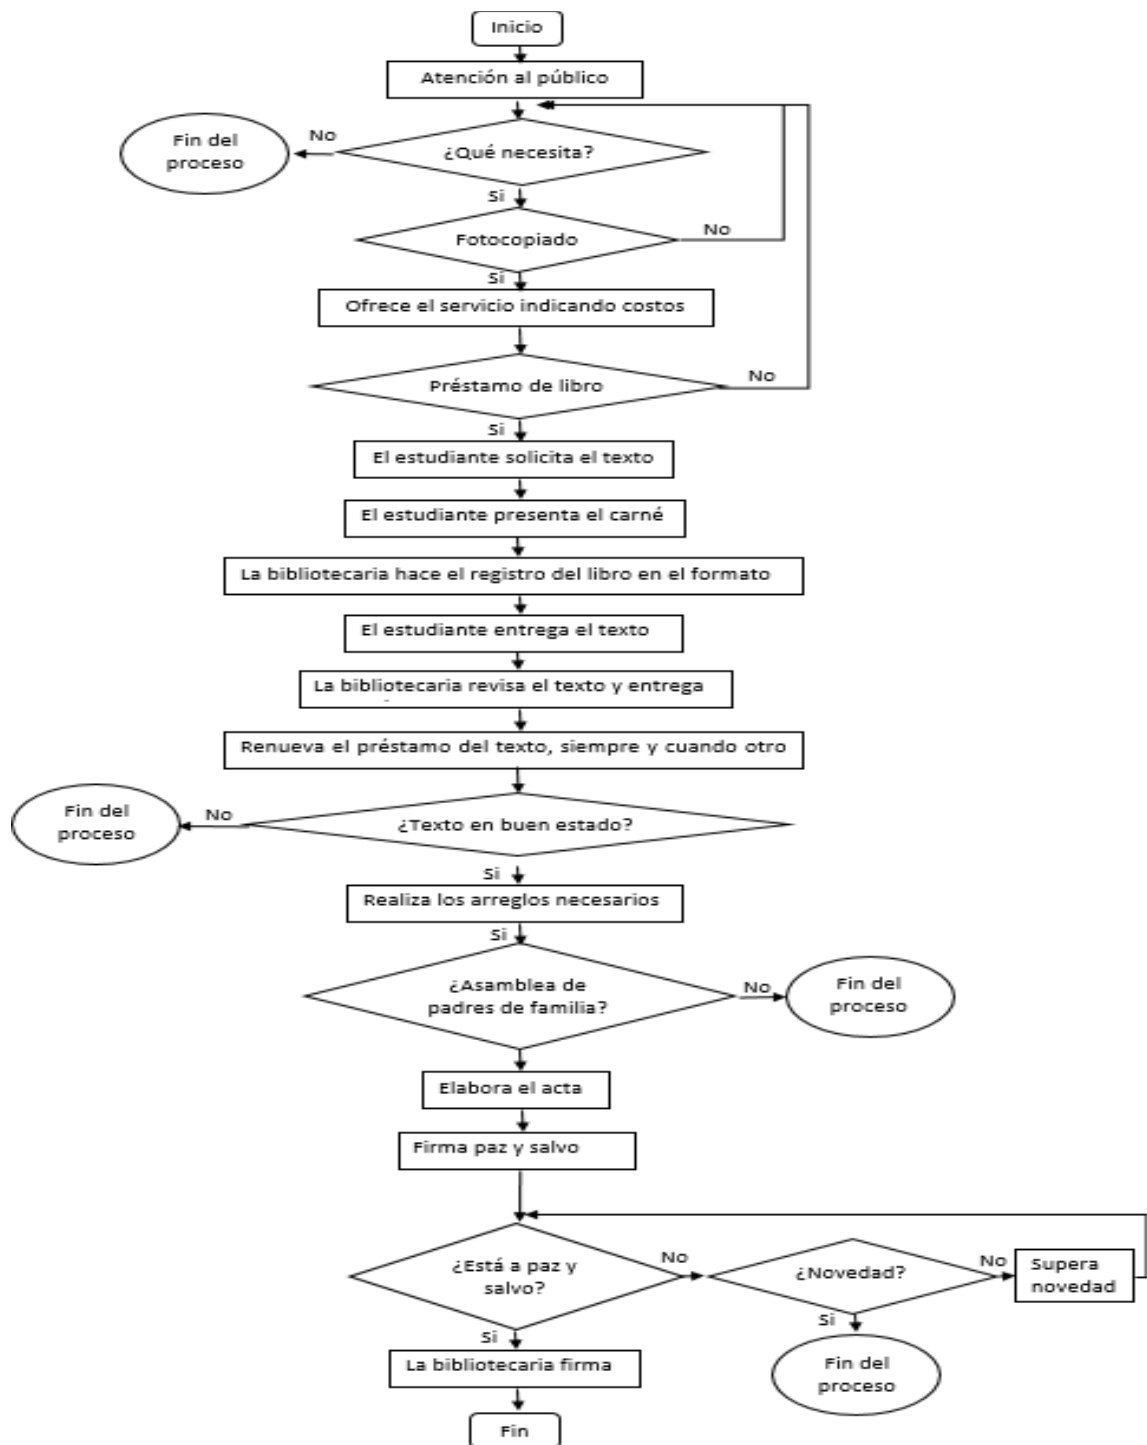 Inicio
Atención al público
Fin del
proceso
No
¿Qué necesita?
Si
Fotocopiado
No
Si
Ofrece el servicio indicando costos
Préstamo de libro
No
Si
El estudiante solicita el texto
El estudiante presenta el carné
La bibliotecaria hace el registro del libro en el formato
El estudiante entrega el texto
La bibliotecaria revisa el texto y entrega
Renueva el préstamo del texto, siempre y cuando otro
Fin del
proceso
No
¿Texto en buen estado?
Si
Realiza los arreglos necesarios
Si
¿Asamblea de
padres de familia?
No
Fin del
proceso
Elabora el acta
Firma paz y salvo
¿Está a paz y
salvo?
No
¿Novedad?
No
Supera
novedad
Si
Si
La bibliotecaria firma
Fin del
proceso
Fin